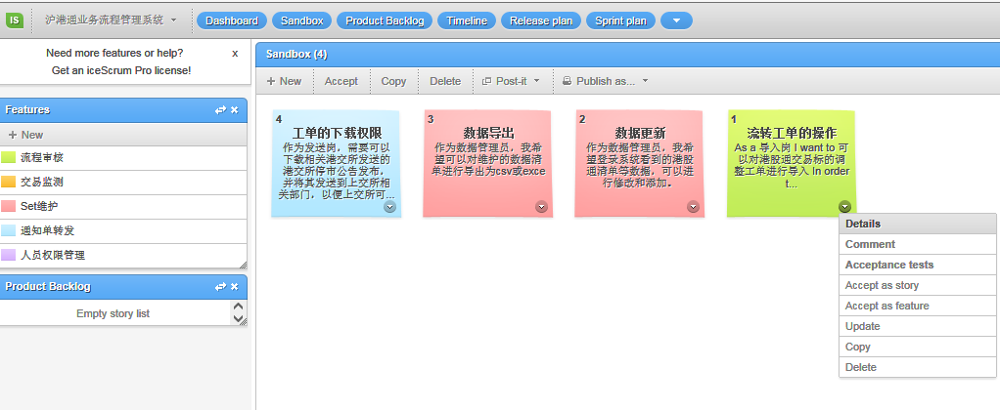 iS 沪港通业务流程管理系统 Dashboard Sandbox Product Backlog Timeline Release plan Sprint plan
Need more features or help? x
Get an iceScrum Pro license!
Features
+ New
流程审核
交易监测
Set维护
通知单转发
人员权限管理
Product Backlog
Empty story list
Sandbox (4)
+ New Accept Copy Delete Post-it Publish as...
4
工单的下载权限
作为发送岗，需要可以
下载相关港交所发送的
港交所停市公告发布，
并将其发送到上交所相
关部门，以便上交所可...
3
数据导出
作为数据管理员，我希
望可以对维护的数据清
单进行导出为csv或exce
2
数据更新
作为数据管理员，我希
望登录系统看到的港股
通清单等数据，可以进
行修改和添加。
1
流转工单的操作
As a 导入岗 I want to 可
以对港股通交易标的调
整工单进行导入 In order
t...
Details
Comment
Acceptance tests
Accept as story
Accept as feature
Update
Copy
Delete